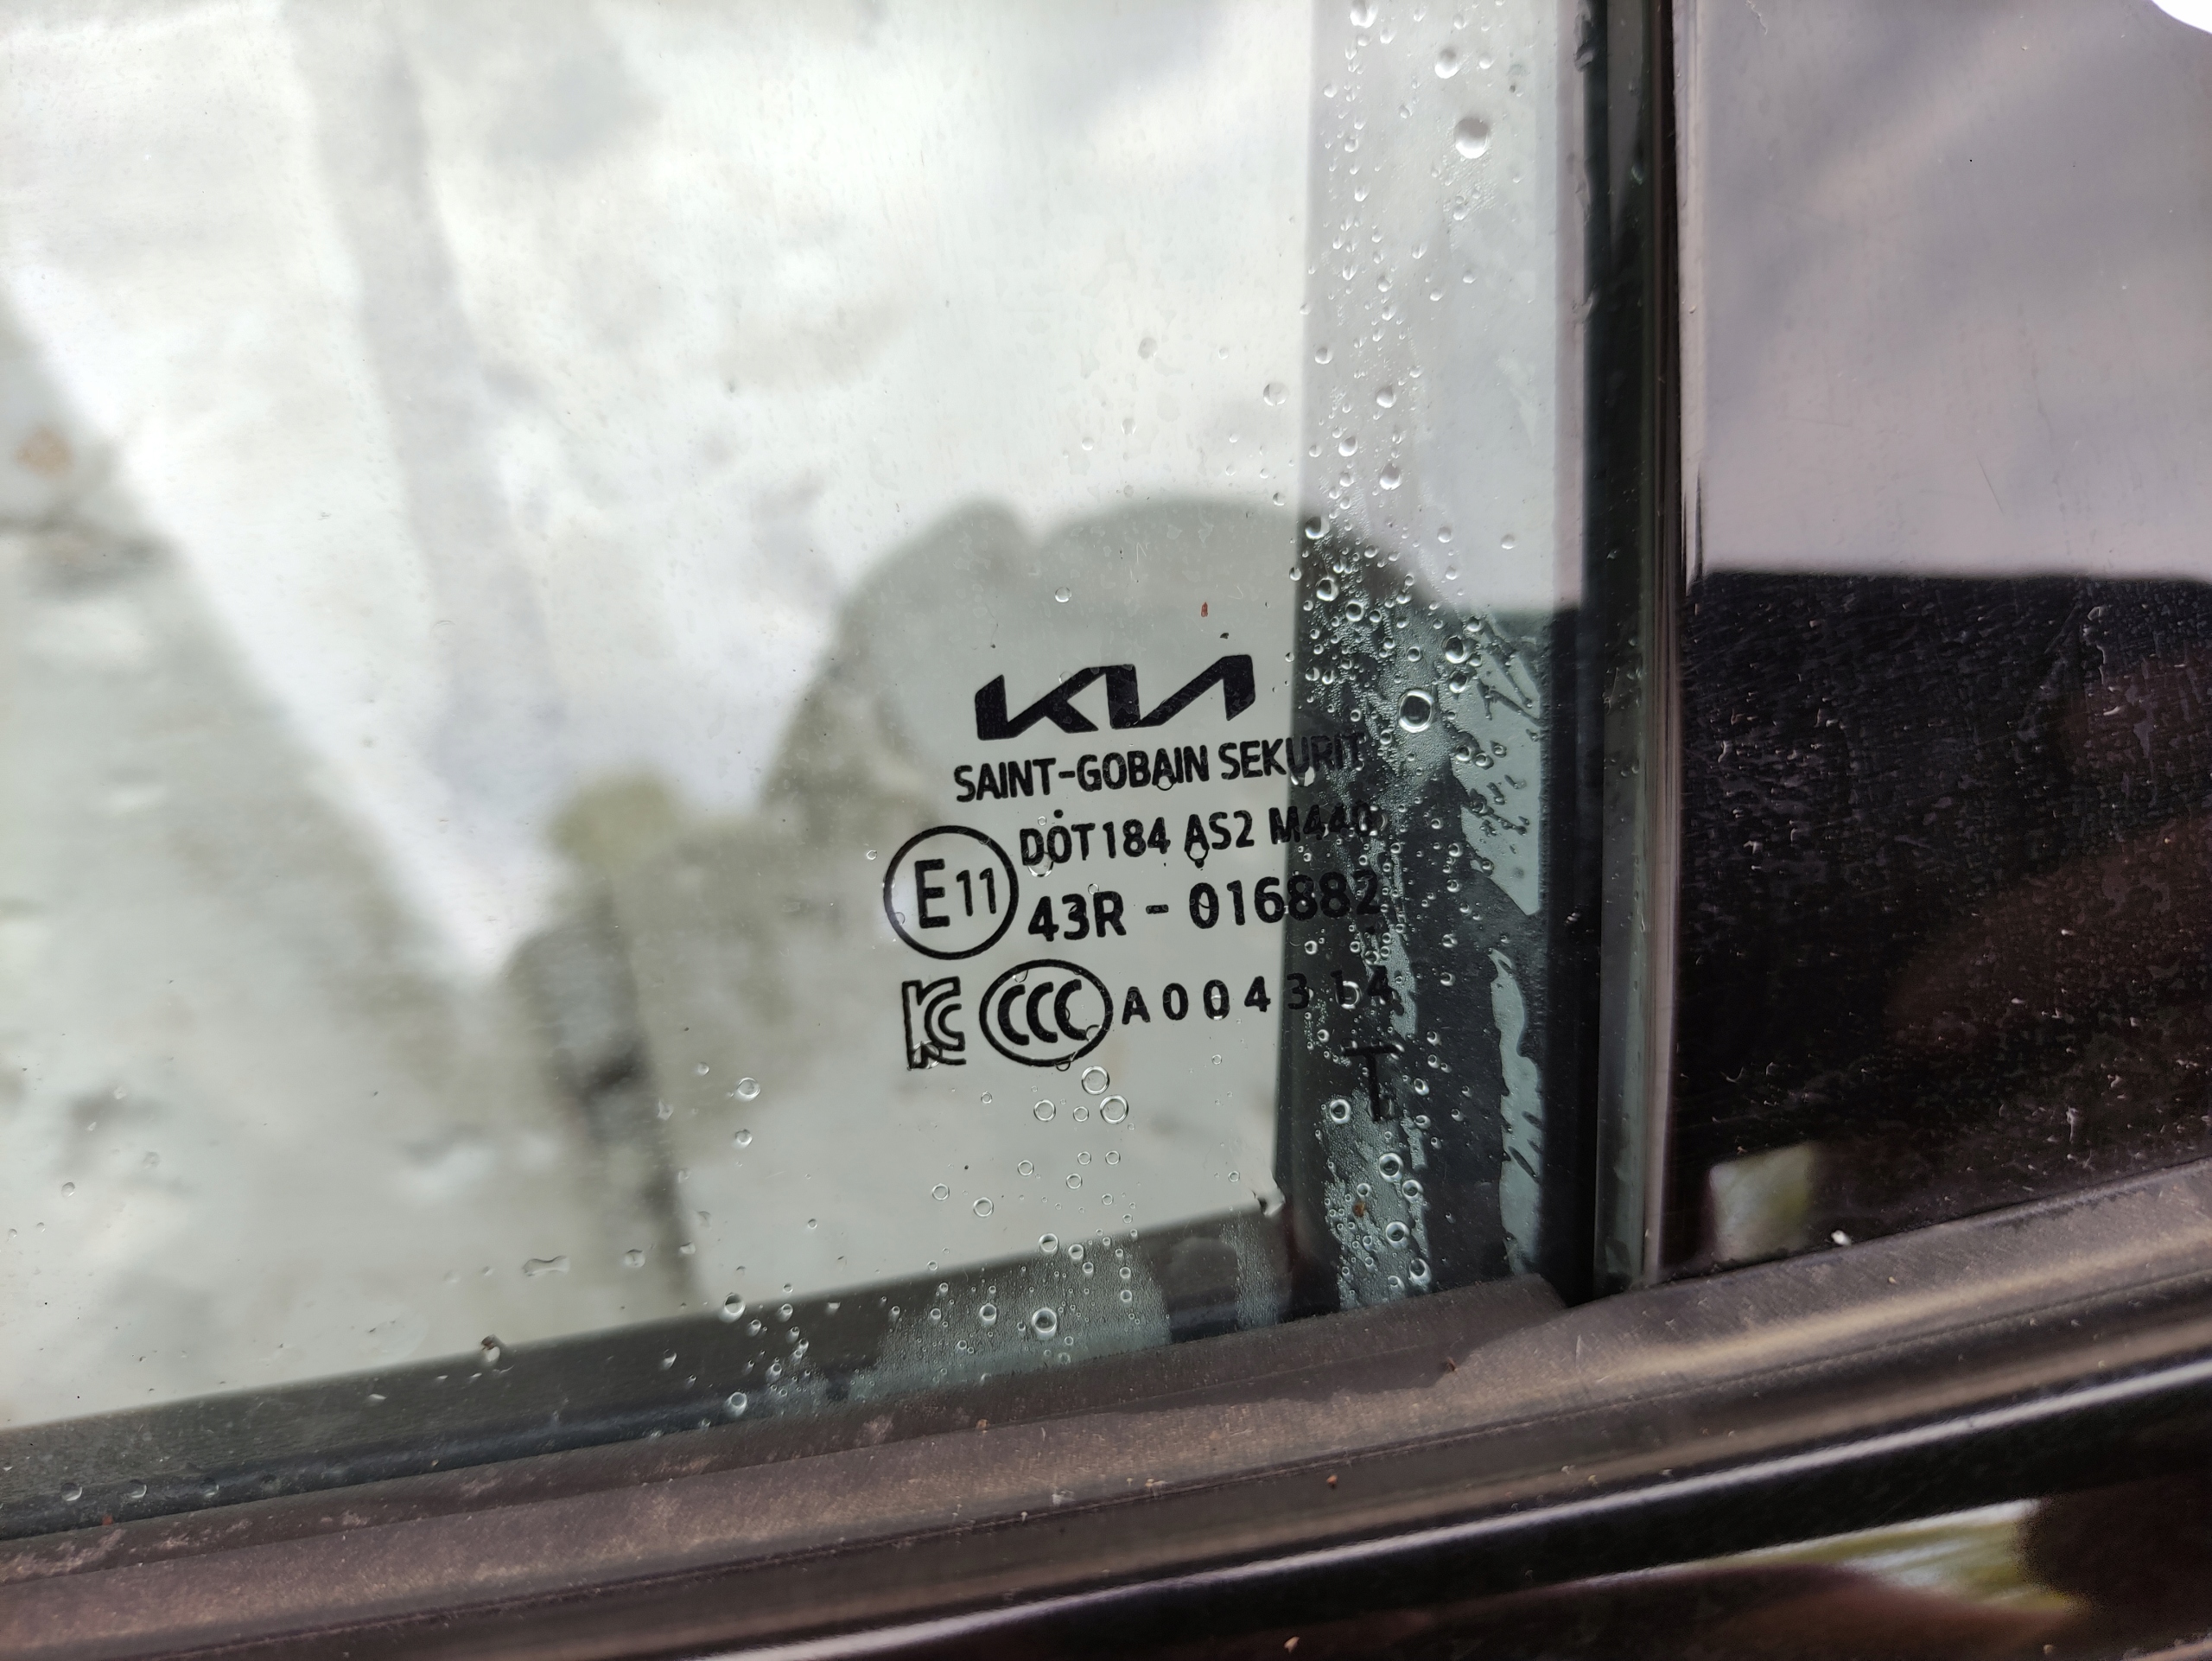 KIA
SAINT-GOBAIN SEKURIT
DOT184 AS2 M440
E11
43R - 016882
KC CCC A004314
T